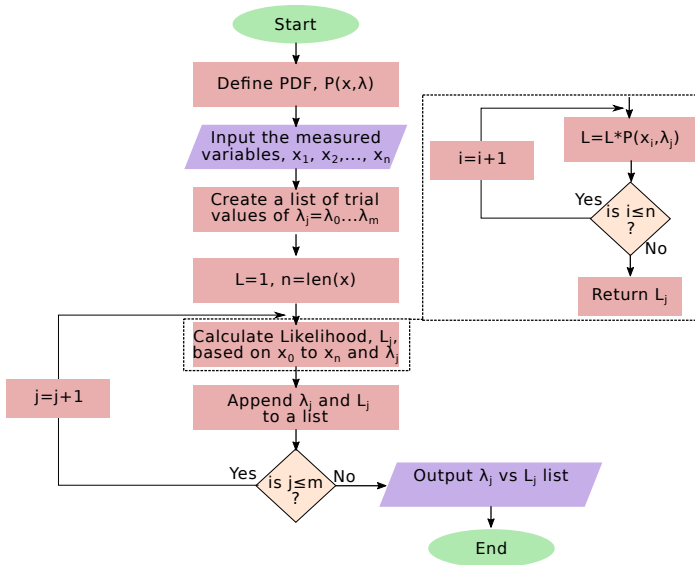 Start
Define PDF, P(x,λ)
Input the measured
variables, x₁, x₂,..., xₙ
Create a list of trial
values of λⱼ=λ₀...λₘ
L=1, n=len(x)
Calculate Likelihood, Lⱼ,
based on x₀ to xₙ and λⱼ
Append λⱼ and Lⱼ
to a list
j=j+1
is j≤m
?
Yes
No
Output λⱼ vs Lⱼ list
End
L=L*P(xᵢ,λⱼ)
i=i+1
is i≤n
?
Yes
No
Return Lⱼ